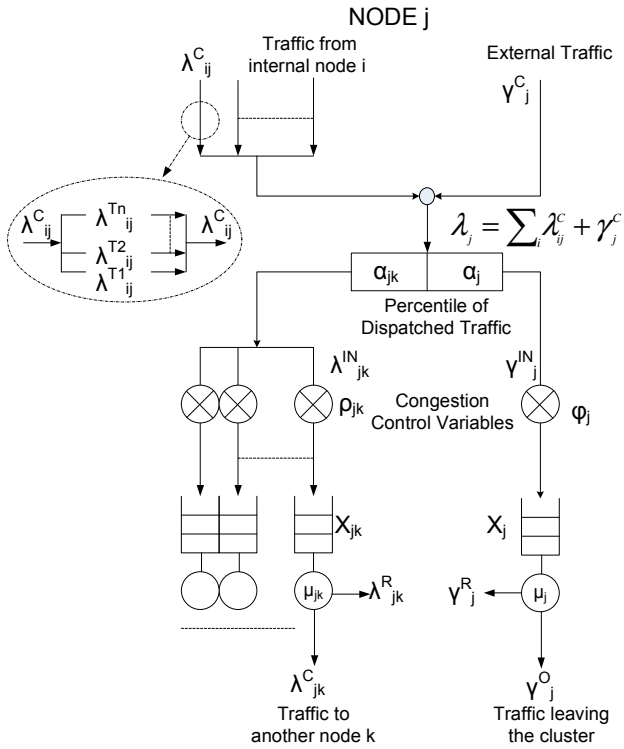 NODE j
λ^C_ij
Traffic from
internal node i
External Traffic
γ^C_j
λ^C_ij
λ^Tn_ij
λ^C_ij
λ^T2_ij
λ^T1_ij
λ_j = ∑_i λ^C_ij + γ^C_j
α_jk
α_j
Percentile of
Dispatched Traffic
λ^IN_jk
γ^IN_j
ρ_jk
Congestion
Control Variables
φ_j
X_jk
X_j
μ_jk
λ^R_jk
γ^R_j
μ_j
λ^C_jk
γ^O_j
Traffic to
another node k
Traffic leaving
the cluster